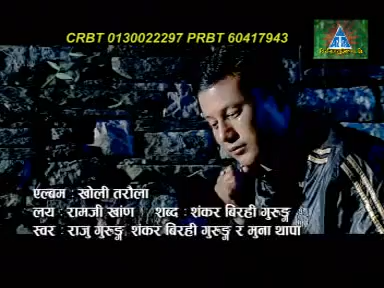 CRBT 0130022297 PRBT 60417943
एल्बम : खोली तरौला
लय : रामजी खाँण शब्द : शंकर बिरही गुरुङ्ग
स्वर : राजु गुरुङ्ग, शंकर बिरही गुरुङ्ग र मुना थापा